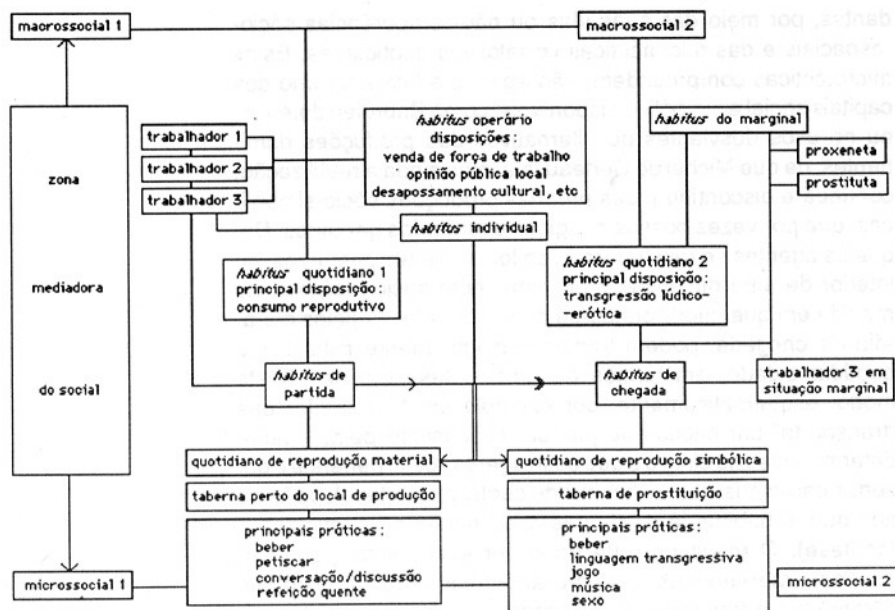 macrossocial 1
macrossocial 2
zona
mediadora
do social
trabalhador 1
trabalhador 2
trabalhador 3
habitus operário
disposições:
venda de força de trabalho
opinião pública local
desapossamento cultural, etc
habitus do marginal
proxeneta
prostituta
habitus individual
habitus quotidiano 1
principal disposição:
consumo reprodutivo
habitus quotidiano 2
principal disposição:
transgressão lúdico-
-erótica
habitus de
partida
habitus de
chegada
trabalhador 3 em
situação marginal
quotidiano de reprodução material
quotidiano de reprodução simbólica
taberna perto do local de produção
taberna de prostituição
principais práticas:
beber
petiscar
conversação/discussão
refeição quente
principais práticas:
beber
linguagem transgressiva
jogo
música
sexo
microssocial 1
microssocial 2